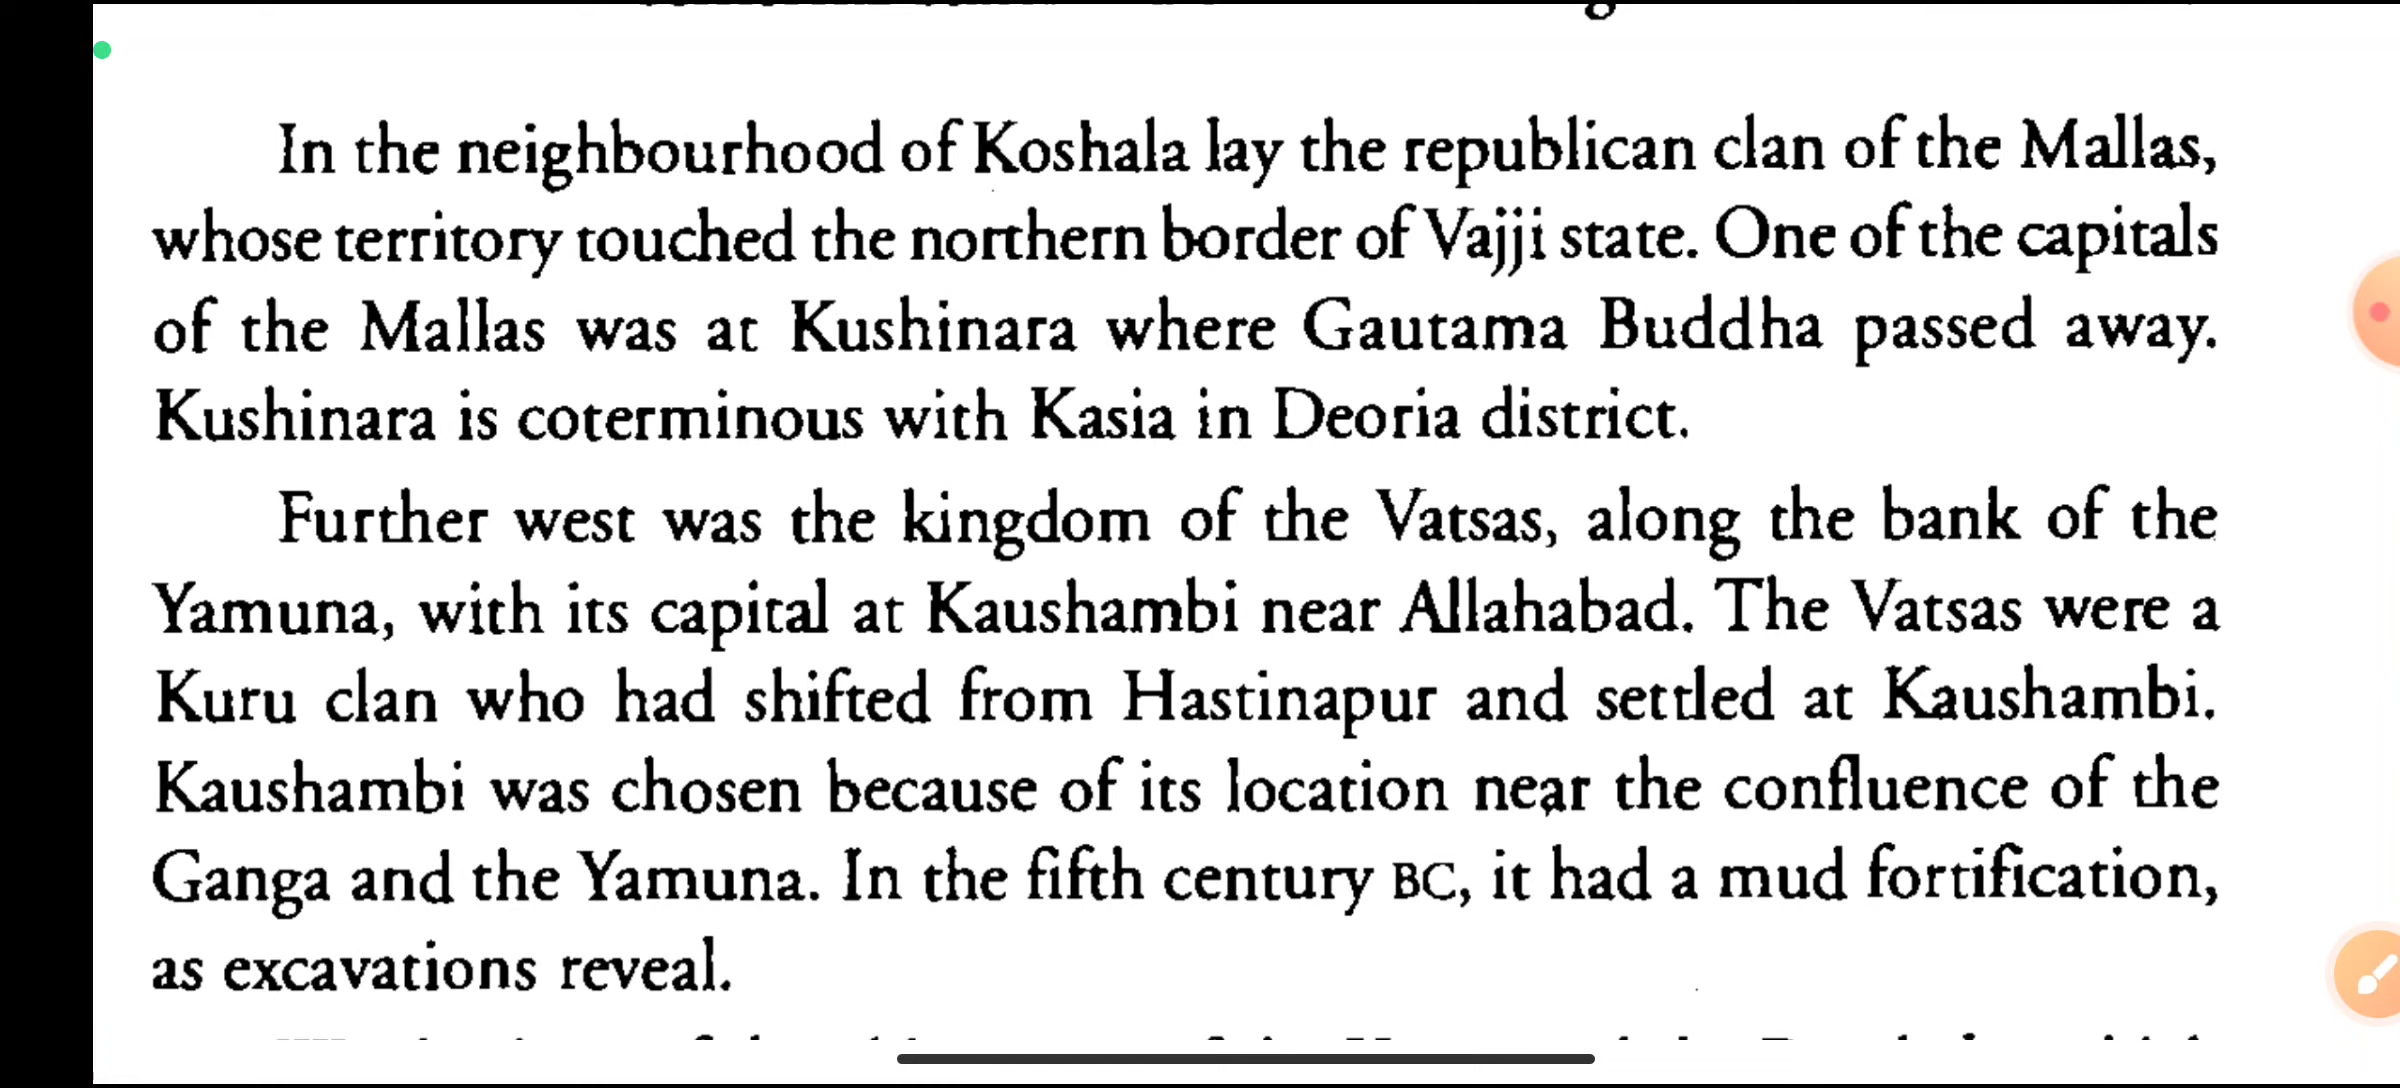 In the neighbourhood of Koshala lay the republican clan of the Mallas,
whose territory touched the northern border of Vajji state. One of the capitals
of the Mallas was at Kushinara where Gautama Buddha passed away.
Kushinara is coterminous with Kasia in Deoria district.
Further west was the kingdom of the Vatsas, along the bank of the
Yamuna, with its capital at Kaushambi near Allahabad. The Vatsas were a
Kuru clan who had shifted from Hastinapur and settled at Kaushambi.
Kaushambi was chosen because of its location near the confluence of the
Ganga and the Yamuna. In the fifth century BC, it had a mud fortification,
as excavations reveal.